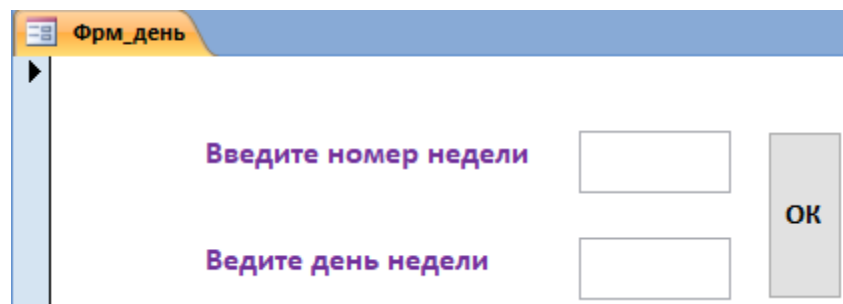 Фрм_день
Введите номер недели
ОК
Ведите день недели